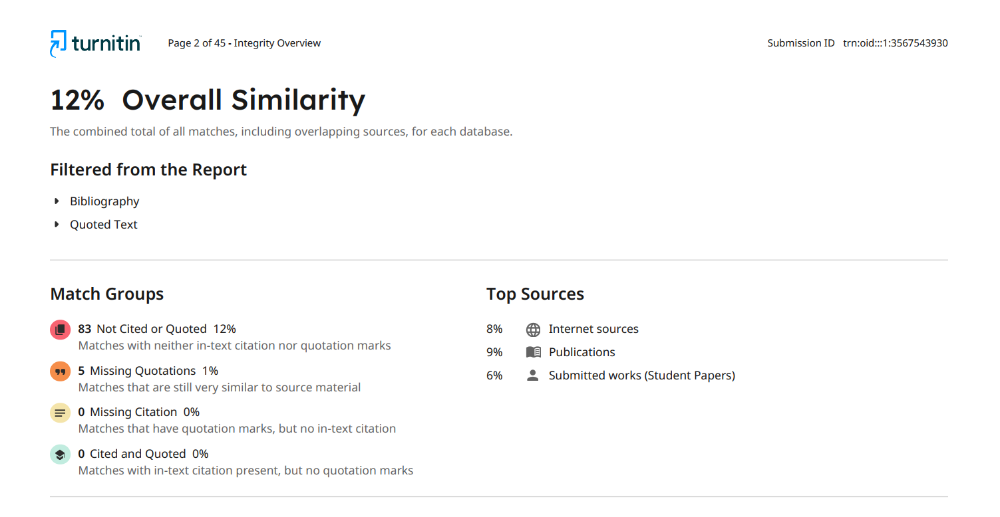 turnitin Page 2 of 45 - Integrity Overview Submission ID trn:oid:::1:3567543930
12% Overall Similarity
The combined total of all matches, including overlapping sources, for each database.
Filtered from the Report
Bibliography
Quoted Text
Match Groups
83 Not Cited or Quoted 12%
Matches with neither in-text citation nor quotation marks
5 Missing Quotations 1%
Matches that are still very similar to source material
0 Missing Citation 0%
Matches that have quotation marks, but no in-text citation
0 Cited and Quoted 0%
Matches with in-text citation present, but no quotation marks
Top Sources
8% Internet sources
9% Publications
6% Submitted works (Student Papers)